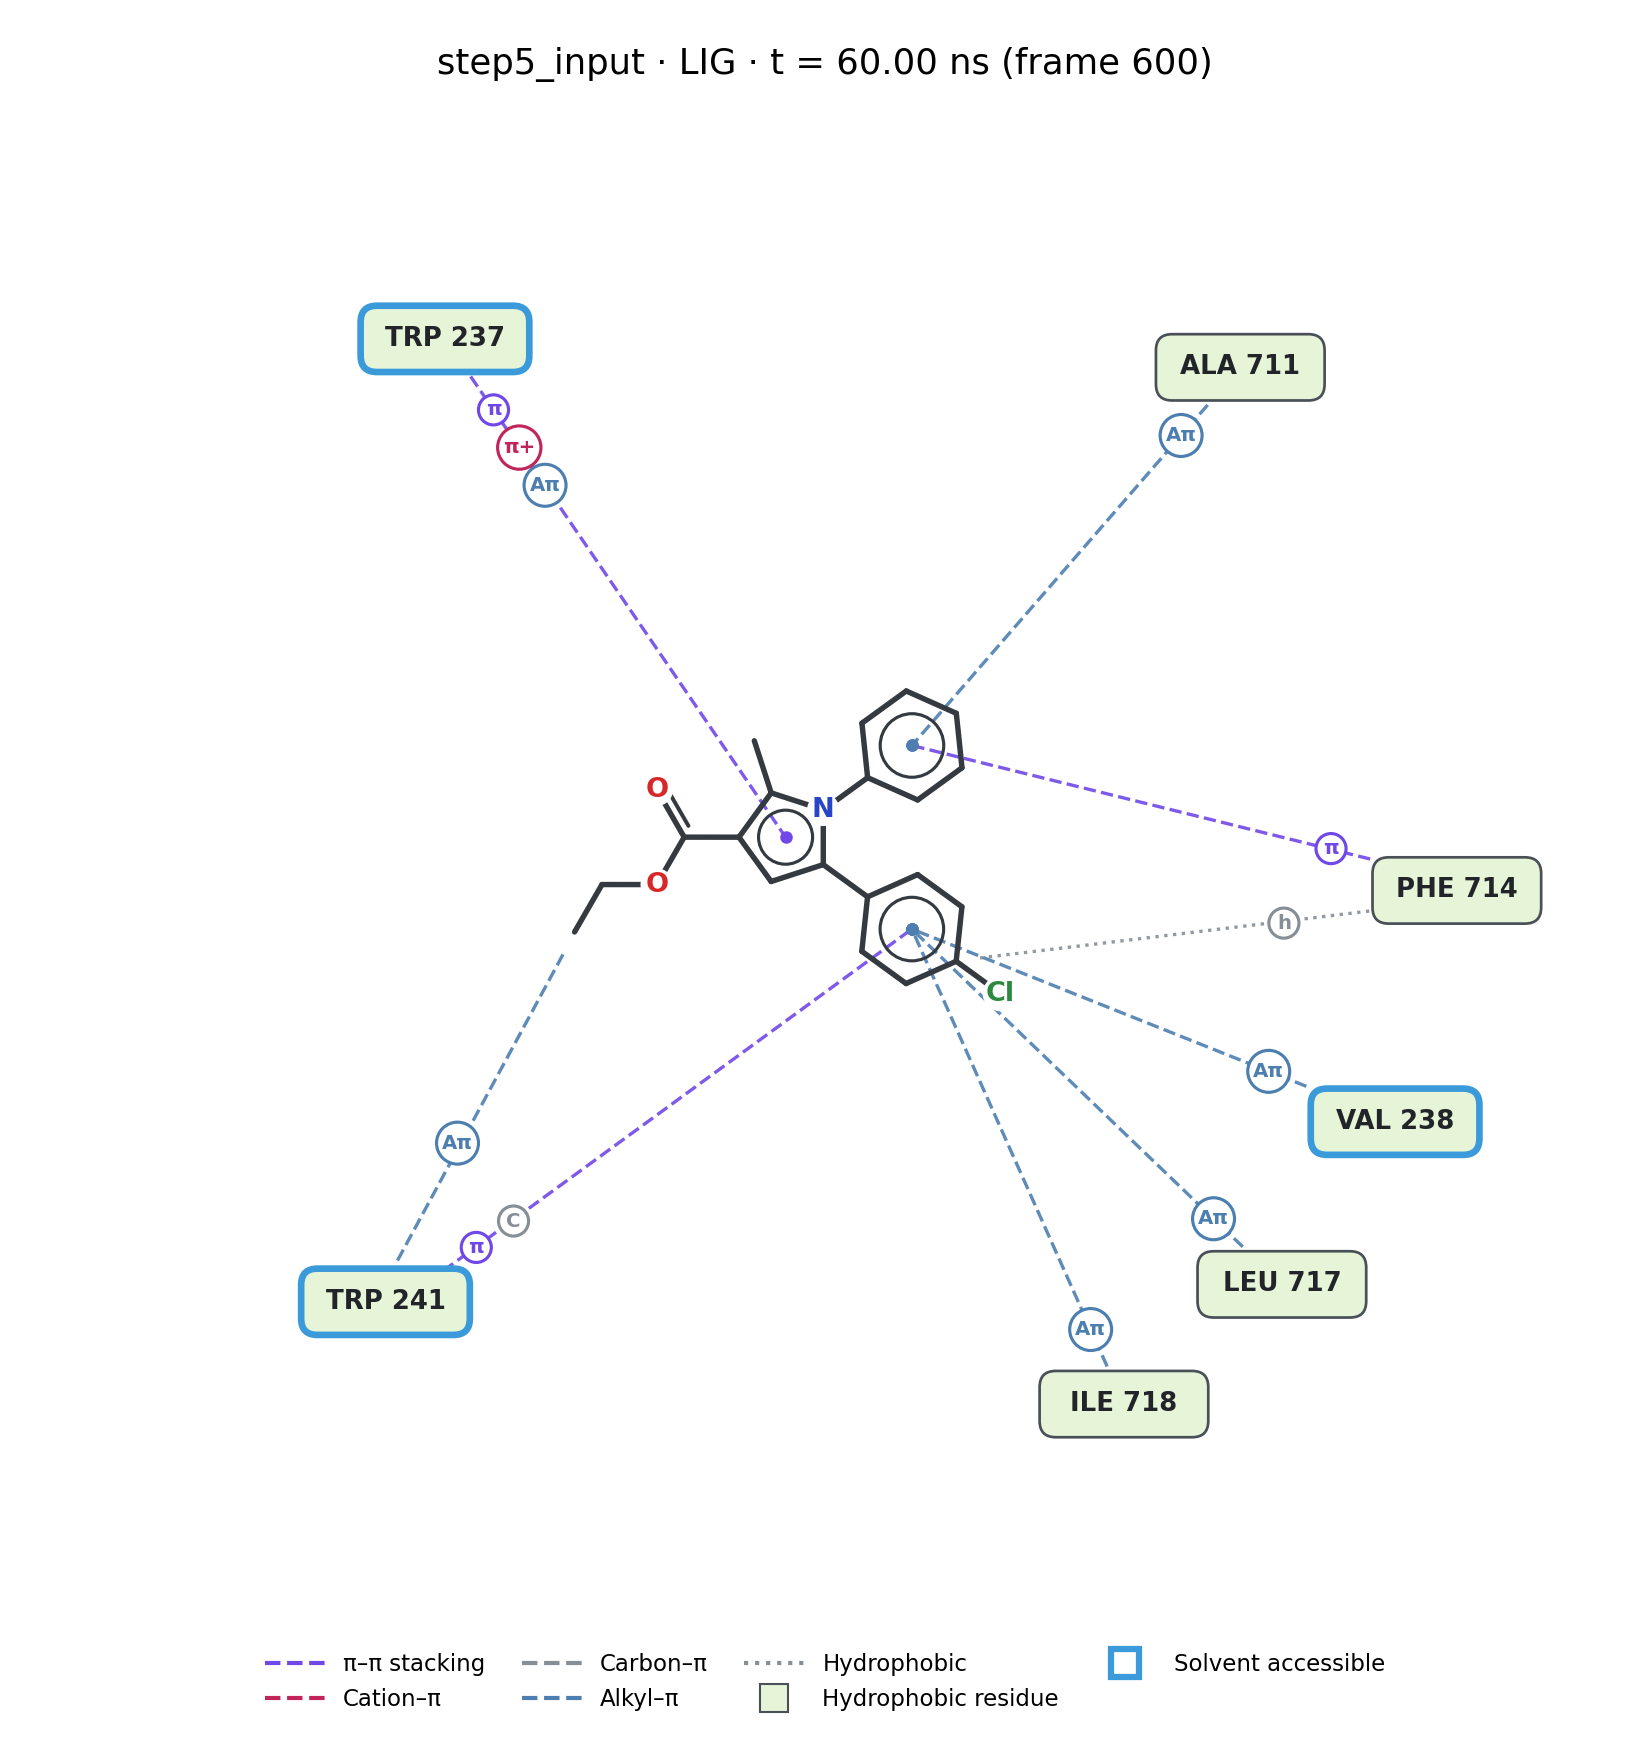 step5_input · LIG · t = 60.00 ns (frame 600)
TRP 237
π
π+
Aπ
ALA 711
Aπ
O
N
O
π
PHE 714
h
Cl
Aπ
VAL 238
Aπ
C
π
TRP 241
Aπ
LEU 717
Aπ
ILE 718
π–π stacking
Carbon–π
Hydrophobic
Solvent accessible
Cation–π
Alkyl–π
Hydrophobic residue